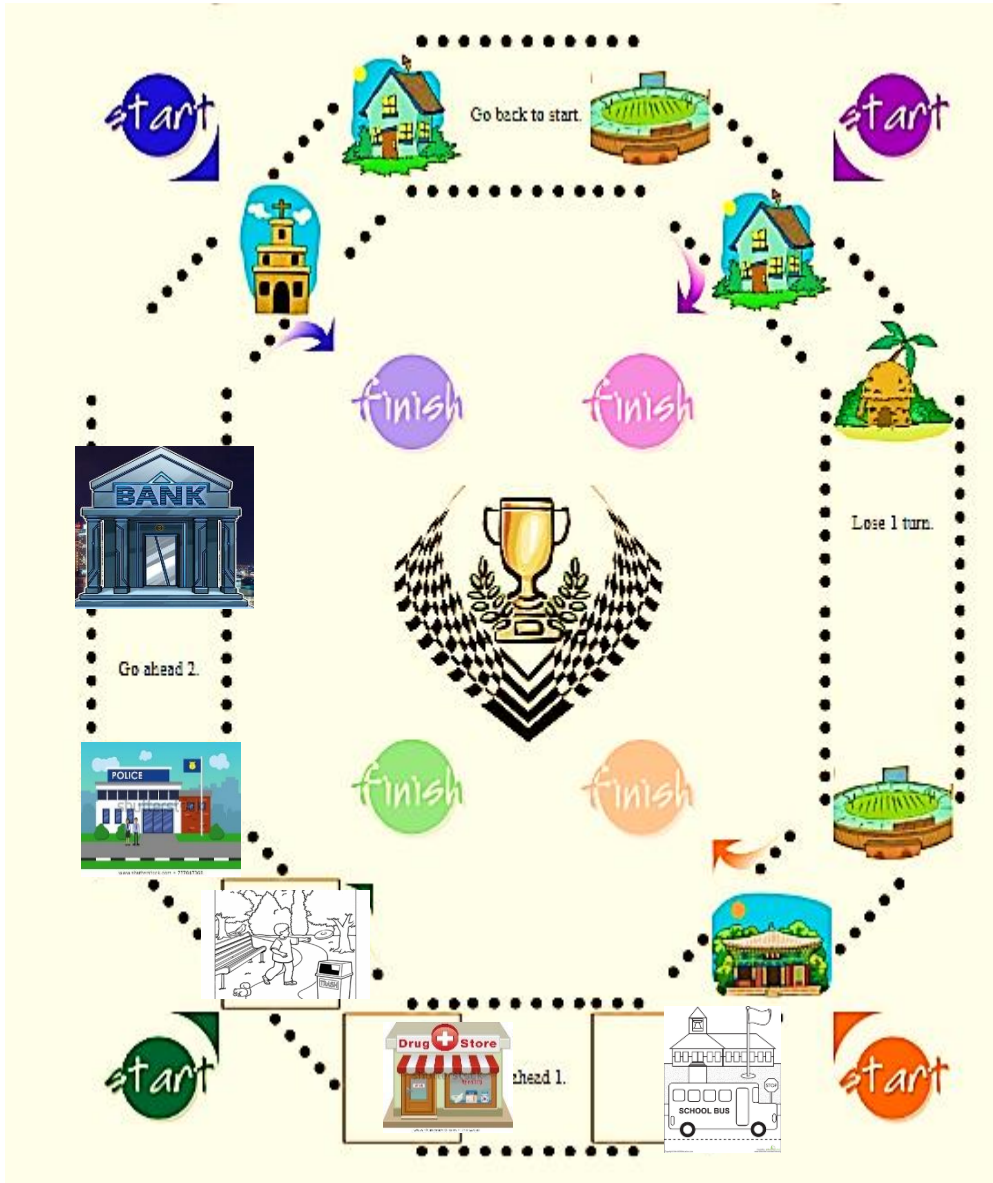 start
start
Go back to start.
finish
finish
BANK
Lose 1 turn.
Go ahead 2.
POLICE
finish
finish
TRASH
Drug Store
ahead 1.
STOP
SCHOOL BUS
start
start